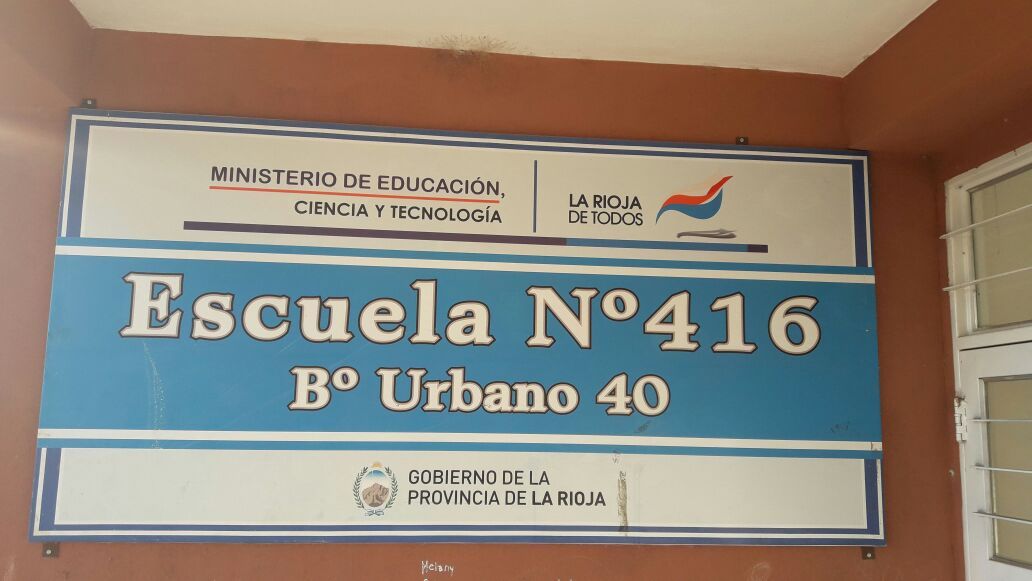 MINISTERIO DE EDUCACIÓN,
CIENCIA Y TECNOLOGÍA
LA RIOJA
DE TODOS
Escuela Nº416
Bº Urbano 40
GOBIERNO DE LA
PROVINCIA DE LA RIOJA
Melany